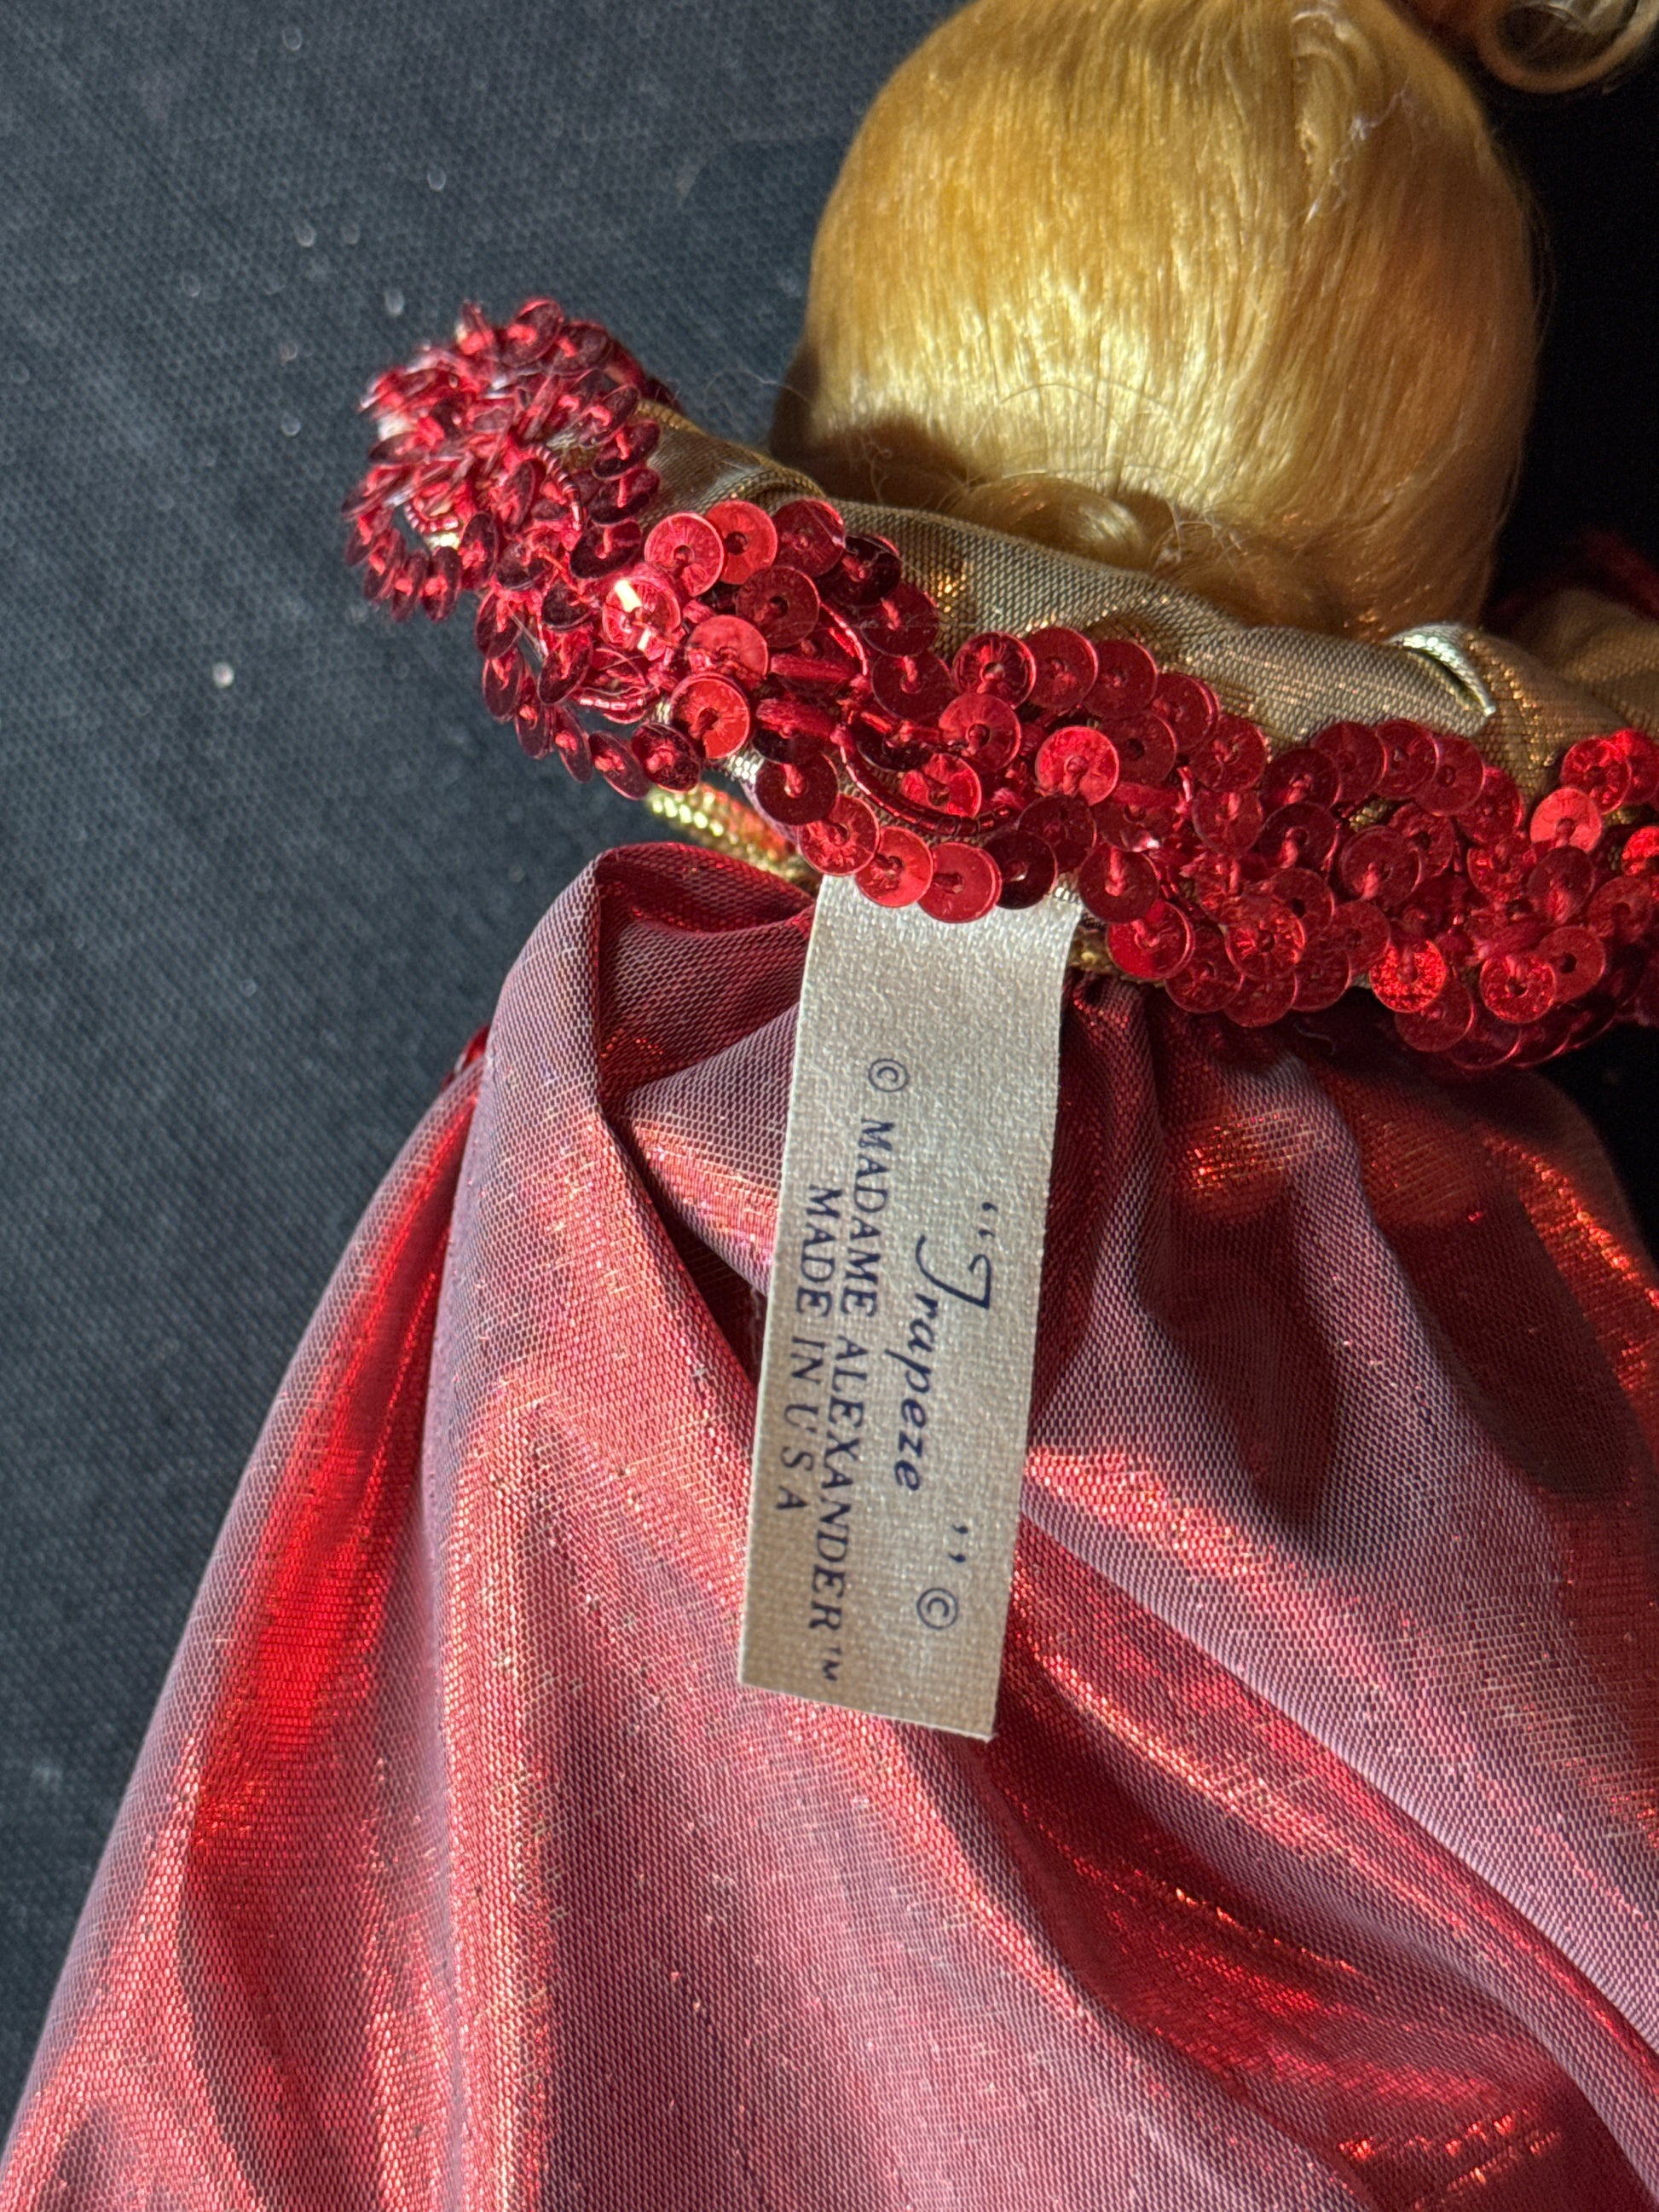 “Trapeze” ©
© MADAME ALEXANDER™
MADE IN U S A